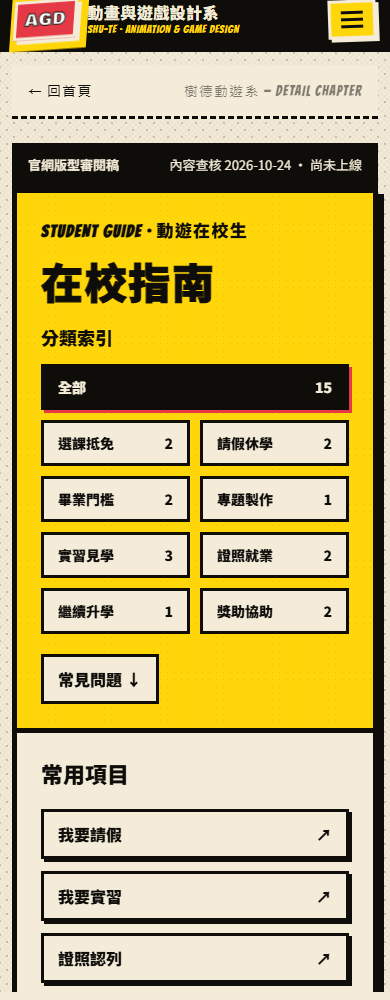 AGD
動畫與遊戲設計系
SHU-TE · ANIMATION & GAME DESIGN
← 回首頁
樹德動遊系 — DETAIL CHAPTER
官網版型審閱稿
內容查核 2026-10-24 · 尚未上線
STUDENT GUIDE · 動遊在校生
在校指南
分類索引
全部 15
選課抵免 2
請假休學 2
畢業門檻 2
專題製作 1
實習見學 3
證照就業 2
繼續升學 1
獎助協助 2
常見問題 ↓
常用項目
我要請假 ↗
我要實習 ↗
證照認列 ↗